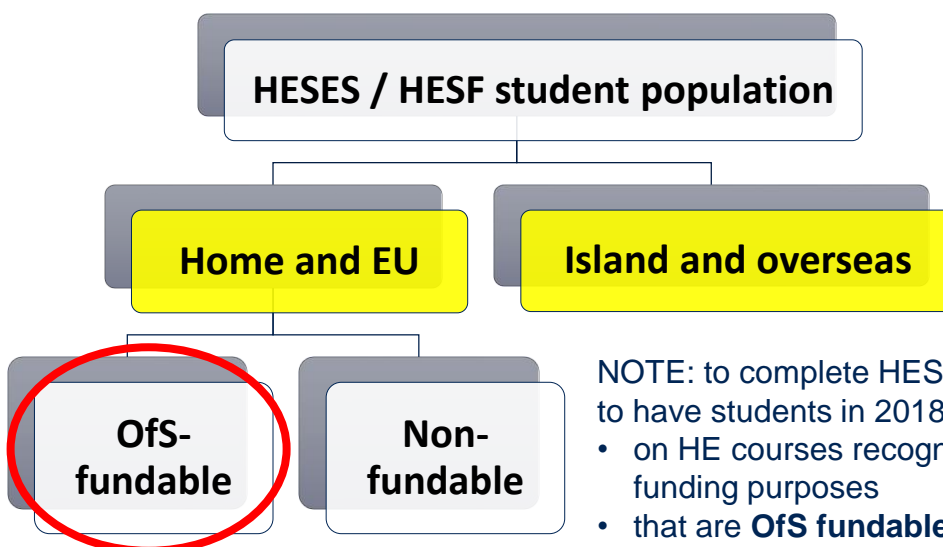 HESES / HESF student population
Home and EU
Island and overseas
OfS-
fundable
Non-
fundable
NOTE: to complete HES
to have students in 2018
• on HE courses recogn
funding purposes
• that are OfS fundable